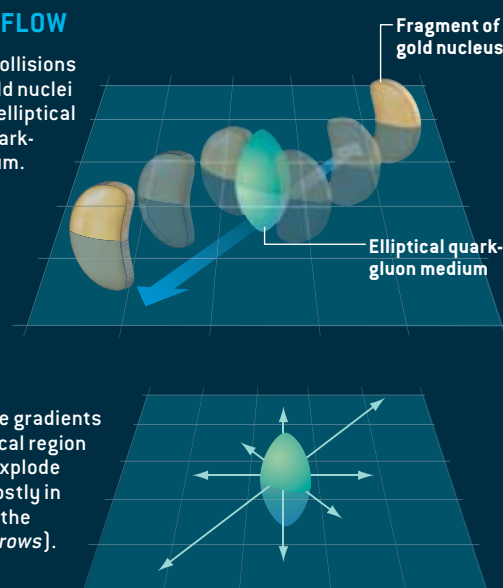 FLOW
ollisions
ld nuclei
elliptical
ark-
um.
Fragment of
gold nucleus
Elliptical quark-
gluon medium
e gradients
cal region
xplode
ostly in
the
rows).